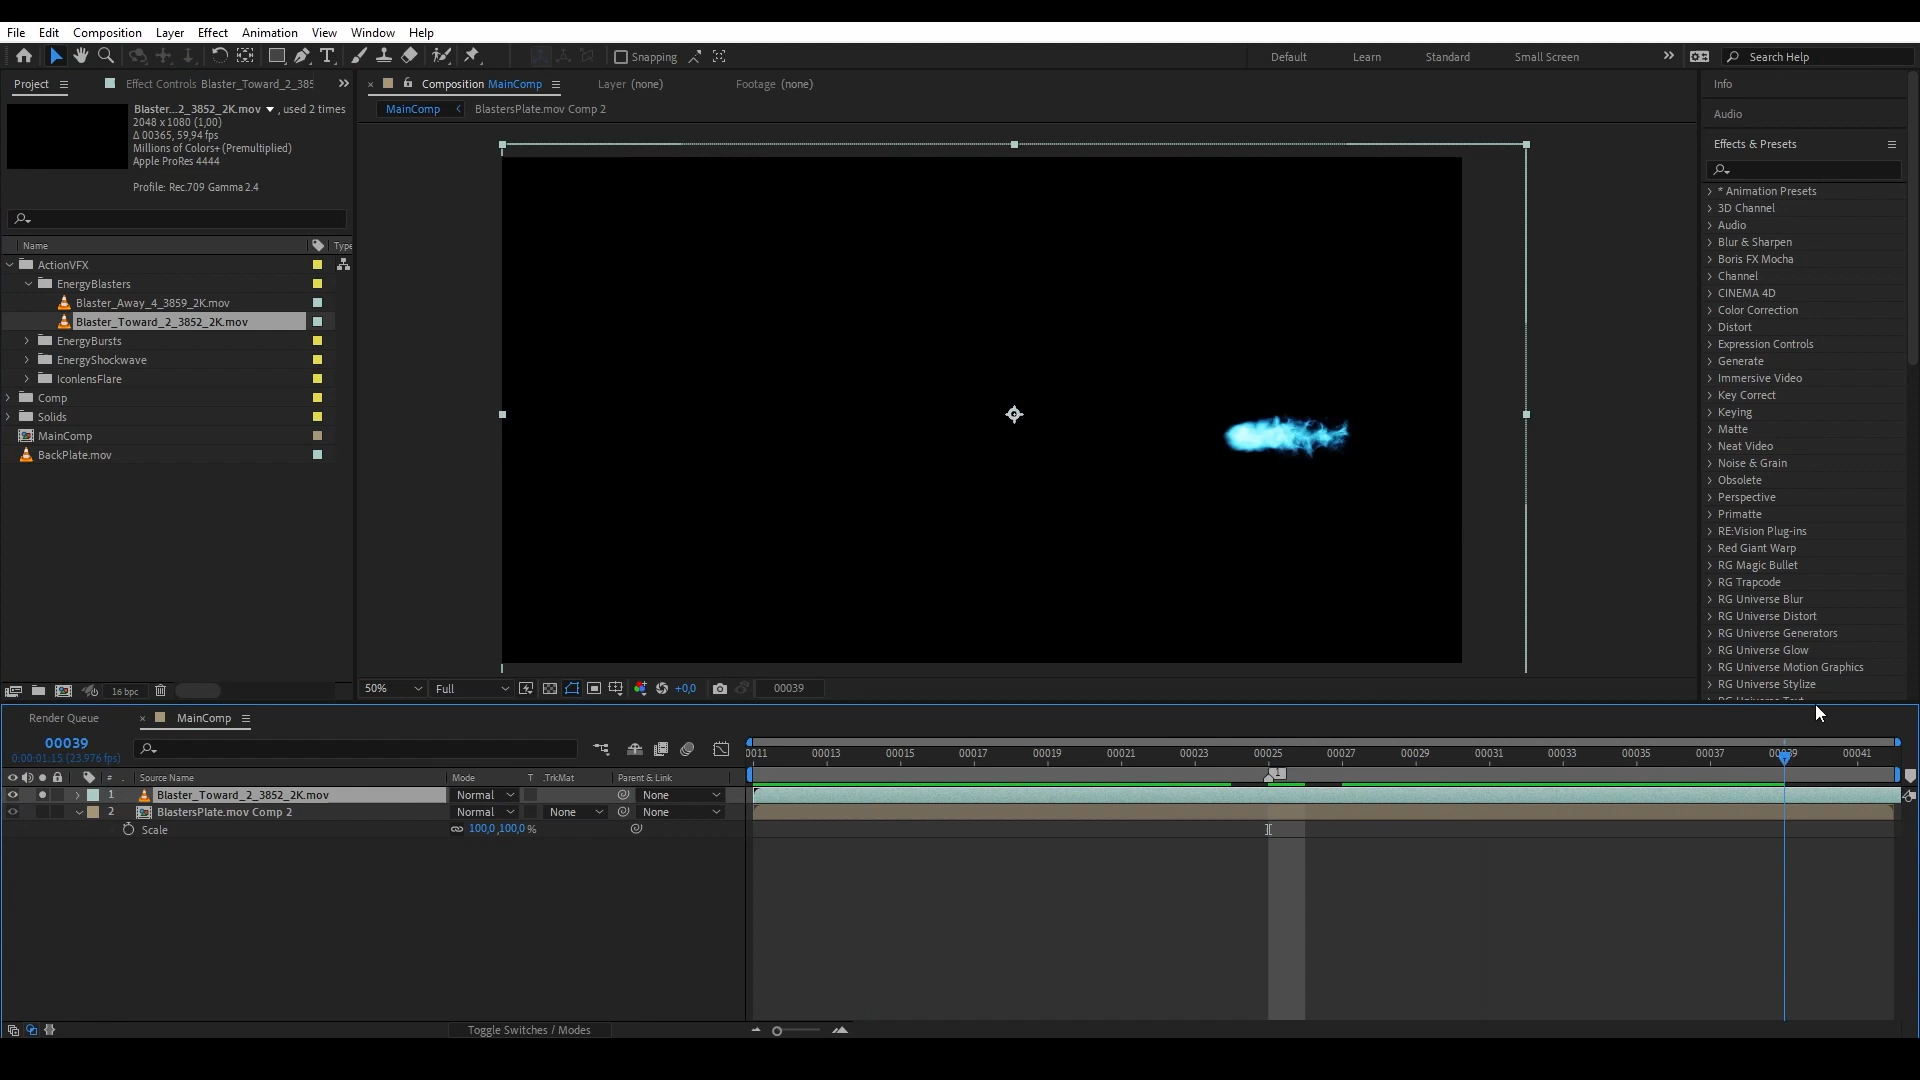 File Edit Composition Layer Effect Animation View Window Help
Snapping
Default Learn Standard Small Screen
Search Help
Project
Effect Controls Blaster_Toward_2_385
Composition MainComp
Layer (none)
Footage (none)
Info
MainComp
BlastersPlate.mov Comp 2
Audio
Blaster...2_3852_2K.mov , used 2 times
2048 x 1080 (1,00)
Δ 00365, 59,94 fps
Millions of Colors+ (Premultiplied)
Apple ProRes 4444
Profile: Rec.709 Gamma 2.4
Effects & Presets
Name
Type
ActionVFX
EnergyBlasters
Blaster_Away_4_3859_2K.mov
Blaster_Toward_2_3852_2K.mov
EnergyBursts
EnergyShockwave
IconlensFlare
Comp
Solids
MainComp
BackPlate.mov
* Animation Presets
3D Channel
Audio
Blur & Sharpen
Boris FX Mocha
Channel
CINEMA 4D
Color Correction
Distort
Expression Controls
Generate
Immersive Video
Key Correct
Keying
Matte
Neat Video
Noise & Grain
Obsolete
Perspective
Primatte
RE:Vision Plug-ins
Red Giant Warp
RG Magic Bullet
RG Trapcode
RG Universe Blur
RG Universe Distort
RG Universe Generators
RG Universe Glow
RG Universe Motion Graphics
RG Universe Stylize
16 bpc
50%
Full
+0,0
00039
Render Queue
MainComp
00039
0:00:01:15 (23.976 fps)
0011 00013 00015 00017 00019 00021 00023 00025 00027 00029 00031 00033 00035 00037 00039 00041
1
# Source Name Mode T .TrkMat Parent & Link
1 Blaster_Toward_2_3852_2K.mov Normal None
2 BlastersPlate.mov Comp 2 Normal None None
Scale 100,0,100,0 %
Toggle Switches / Modes